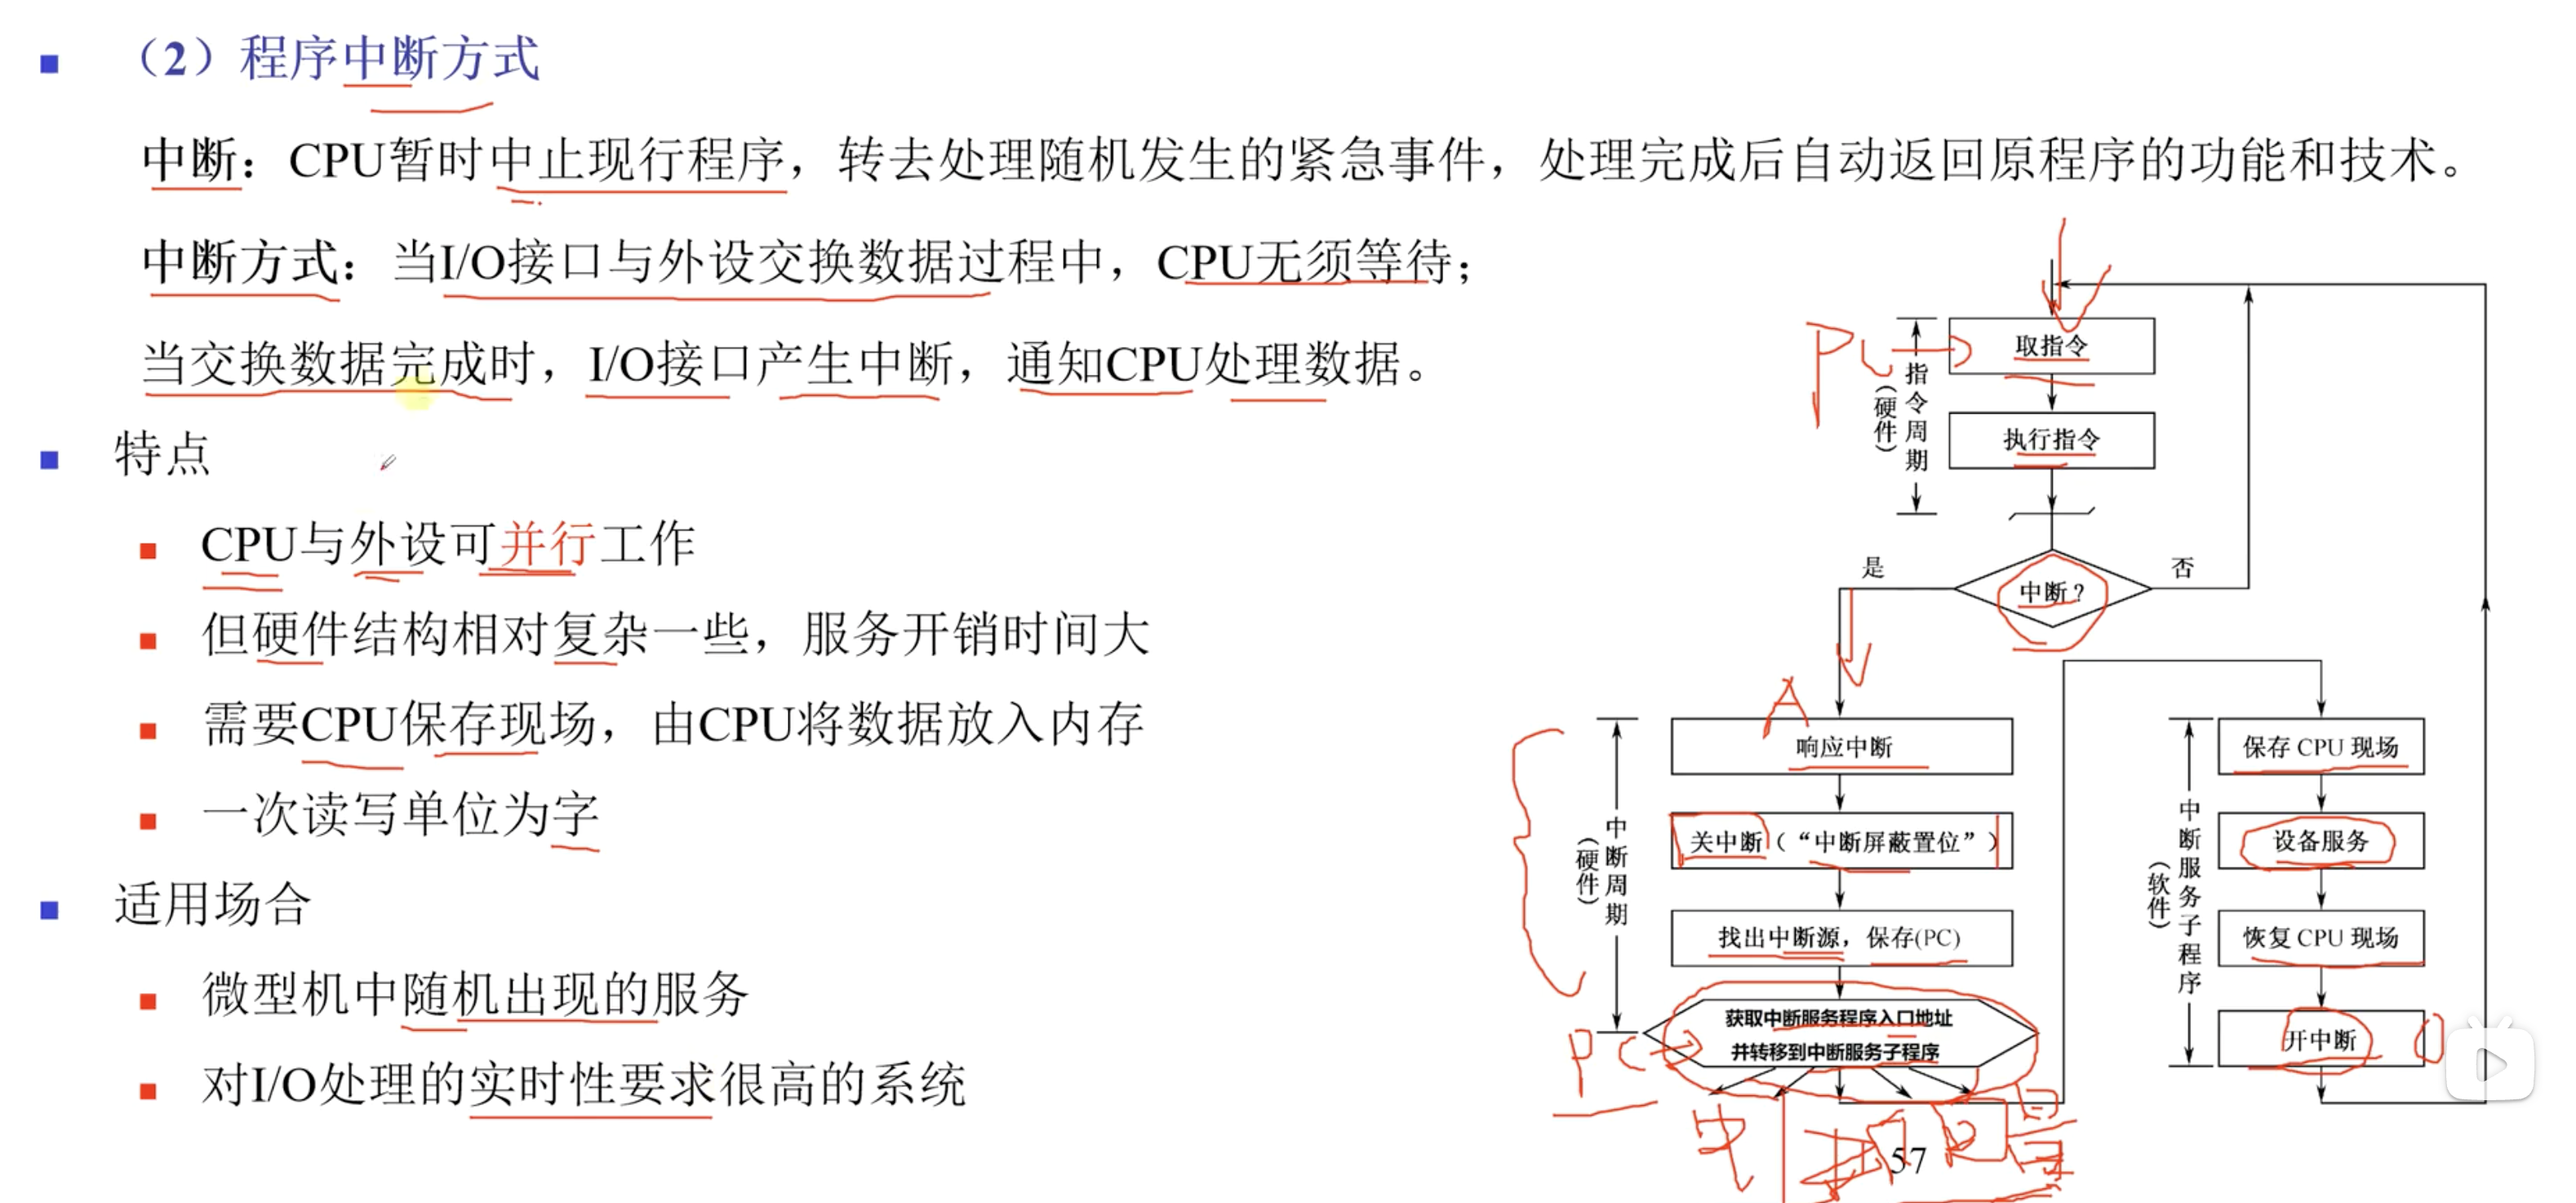 （2）程序中断方式
中断：CPU暂时中止现行程序，转去处理随机发生的紧急事件，处理完成后自动返回原程序的功能和技术。
中断方式：当I/O接口与外设交换数据过程中，CPU无须等待；
当交换数据完成时，I/O接口产生中断，通知CPU处理数据。
特点
CPU与外设可并行工作
但硬件结构相对复杂一些，服务开销时间大
需要CPU保存现场，由CPU将数据放入内存
一次读写单位为字
适用场合
微型机中随机出现的服务
对I/O处理的实时性要求很高的系统
取指令
执行指令
指令周期
（硬件）
中断？
是
否
A
响应中断
关中断（“中断屏蔽置位”）
找出中断源，保存(PC)
获取中断服务程序入口地址
并转移到中断服务子程序
中断周期
（硬件）
PC
保存 CPU 现场
设备服务
恢复 CPU 现场
开中断
中断服务子程序
（软件）
57